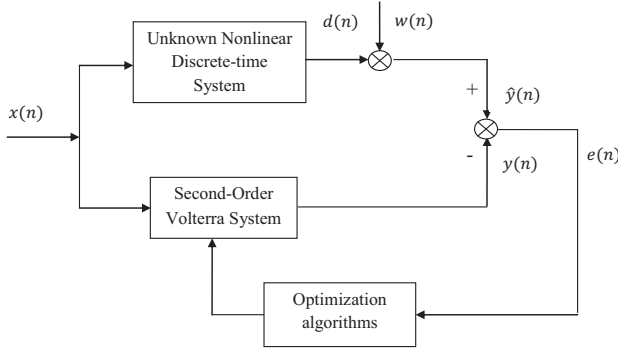 d(n) w(n)
Unknown Nonlinear
Discrete-time
System
x(n)
+
ŷ(n)
-
y(n)
e(n)
Second-Order
Volterra System
Optimization
algorithms